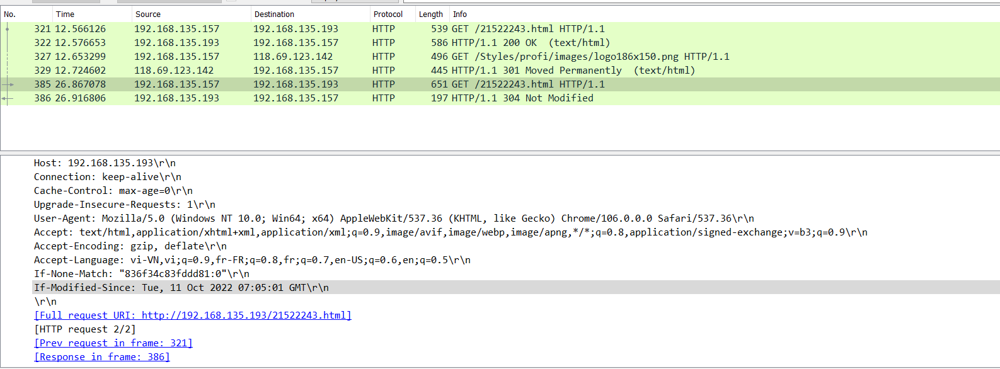 No. Time Source Destination Protocol Length Info
321 12.566126 192.168.135.157 192.168.135.193 HTTP 539 GET /21522243.html HTTP/1.1
322 12.576653 192.168.135.193 192.168.135.157 HTTP 586 HTTP/1.1 200 OK (text/html)
327 12.653299 192.168.135.157 118.69.123.142 HTTP 496 GET /Styles/profi/images/logo186x150.png HTTP/1.1
329 12.724602 118.69.123.142 192.168.135.157 HTTP 445 HTTP/1.1 301 Moved Permanently (text/html)
385 26.867078 192.168.135.157 192.168.135.193 HTTP 651 GET /21522243.html HTTP/1.1
386 26.916806 192.168.135.193 192.168.135.157 HTTP 197 HTTP/1.1 304 Not Modified
Host: 192.168.135.193\r\n
Connection: keep-alive\r\n
Cache-Control: max-age=0\r\n
Upgrade-Insecure-Requests: 1\r\n
User-Agent: Mozilla/5.0 (Windows NT 10.0; Win64; x64) AppleWebKit/537.36 (KHTML, like Gecko) Chrome/106.0.0.0 Safari/537.36\r\n
Accept: text/html,application/xhtml+xml,application/xml;q=0.9,image/avif,image/webp,image/apng,*/*;q=0.8,application/signed-exchange;v=b3;q=0.9\r\n
Accept-Encoding: gzip, deflate\r\n
Accept-Language: vi-VN,vi;q=0.9,fr-FR;q=0.8,fr;q=0.7,en-US;q=0.6,en;q=0.5\r\n
If-None-Match: "836f34c83fddd81:0"\r\n
If-Modified-Since: Tue, 11 Oct 2022 07:05:01 GMT\r\n
\r\n
[Full request URI: http://192.168.135.193/21522243.html]
[HTTP request 2/2]
[Prev request in frame: 321]
[Response in frame: 386]